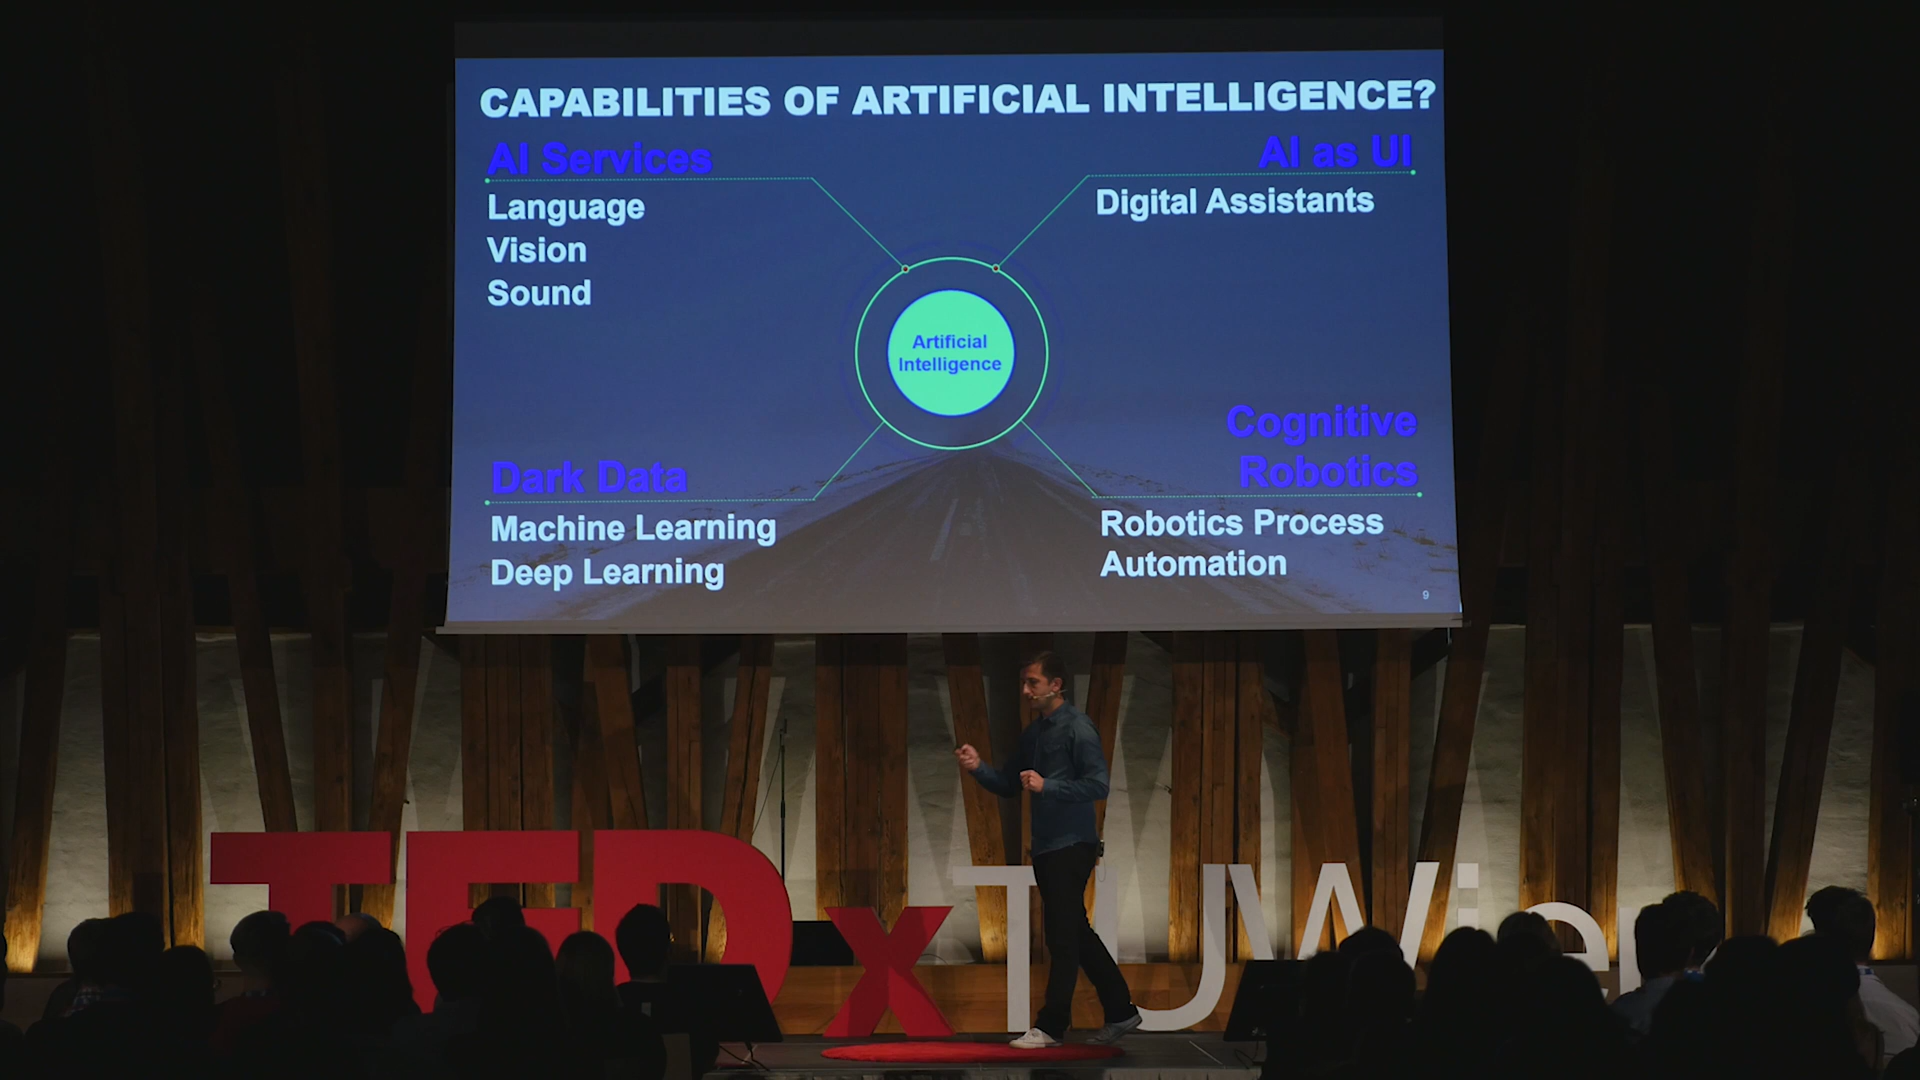 CAPABILITIES OF ARTIFICIAL INTELLIGENCE?
AI Services
Language
Vision
Sound
AI as UI
Digital Assistants
Artificial
Intelligence
Dark Data
Machine Learning
Deep Learning
Cognitive
Robotics
Robotics Process
Automation
9
TEDxTUWien